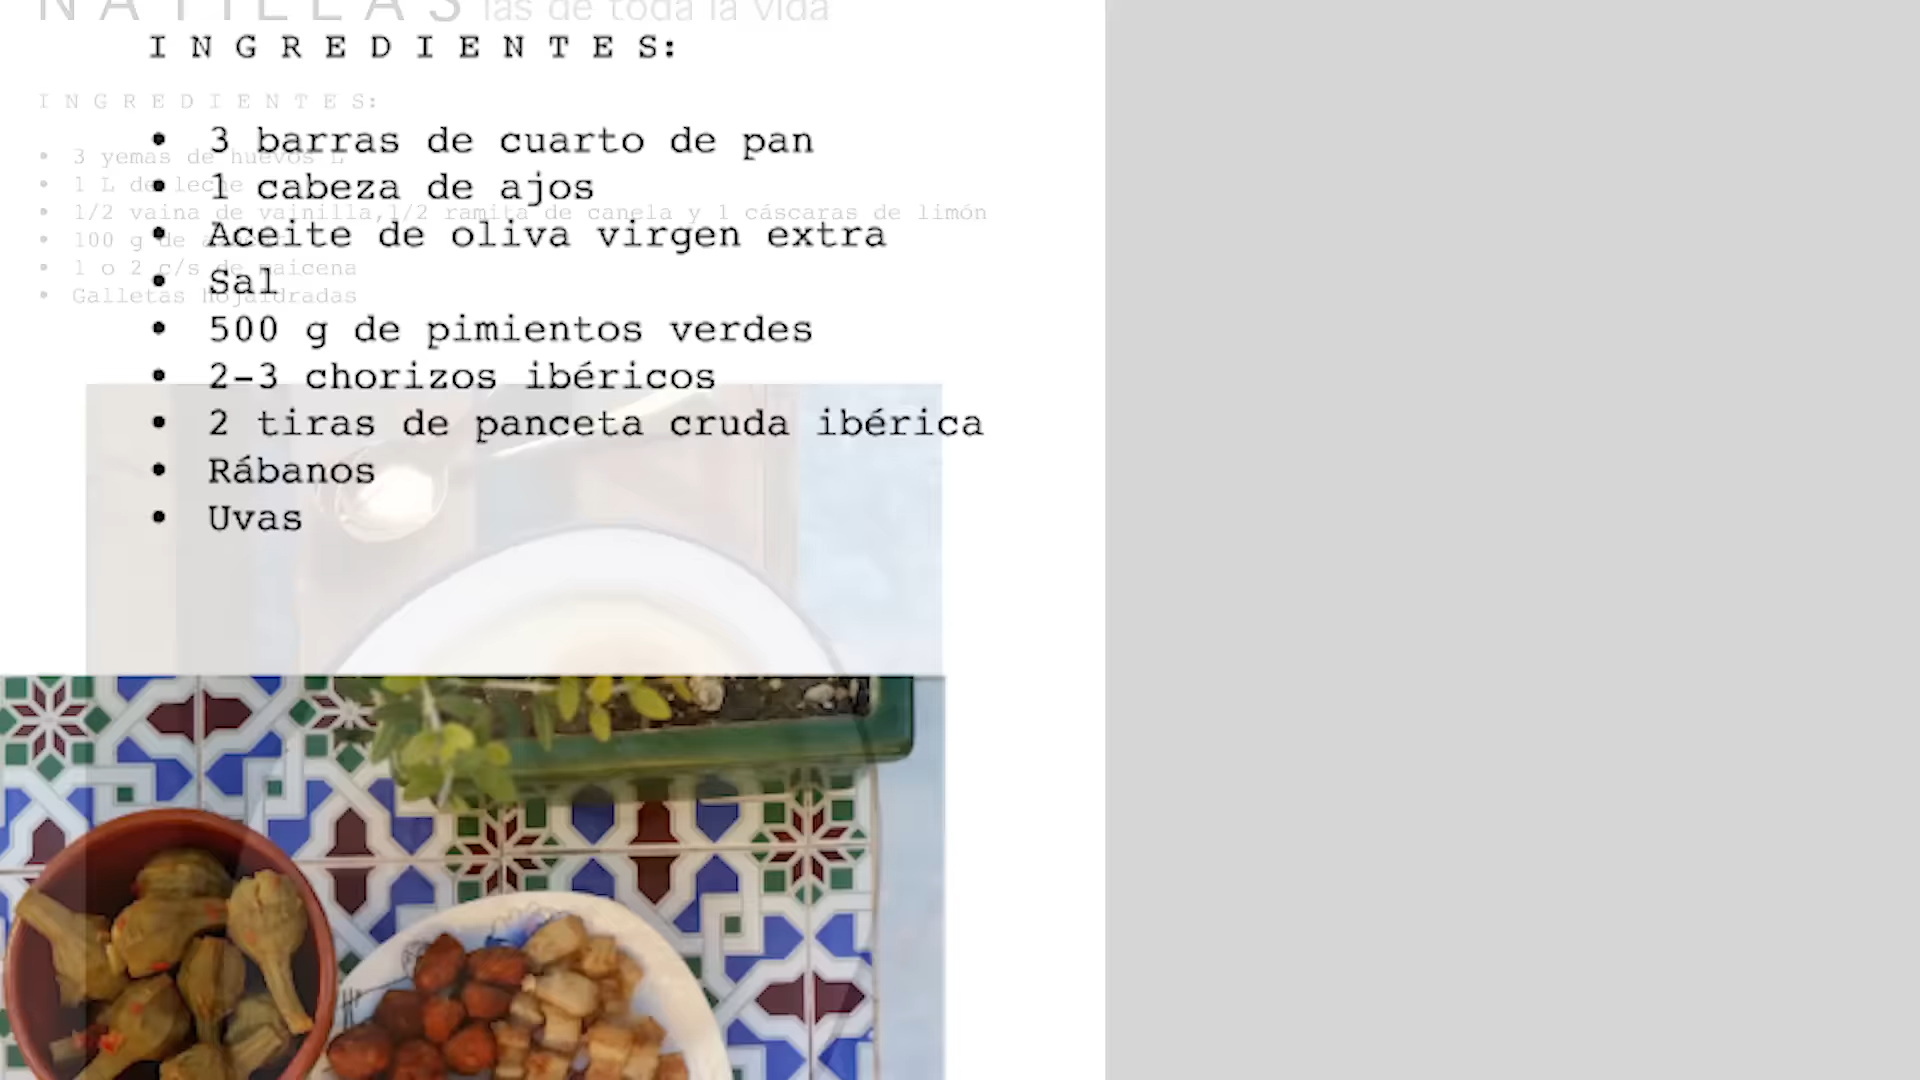 NATILLAS las de toda la vida
INGREDIENTES:
INGREDIENTES:
• 3 barras de cuarto de pan
• 3 yemas de huevos L
• 1 L de leche
• 1 cabeza de ajos
• 1/2 vaina de vainilla,1/2 ramita de canela y 1 cáscaras de limón
• Aceite de oliva virgen extra
• 100 g de
• 1 o 2 c/s de maicena
• Sal
• Galletas hojaldradas
• 500 g de pimientos verdes
• 2-3 chorizos ibéricos
• 2 tiras de panceta cruda ibérica
• Rábanos
• Uvas